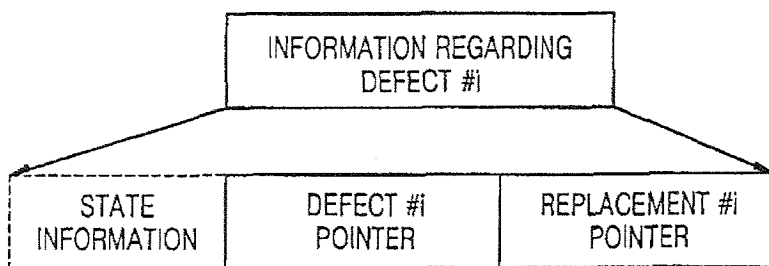 INFORMATION REGARDING
DEFECT #i
STATE
INFORMATION
DEFECT #i
POINTER
REPLACEMENT #i
POINTER